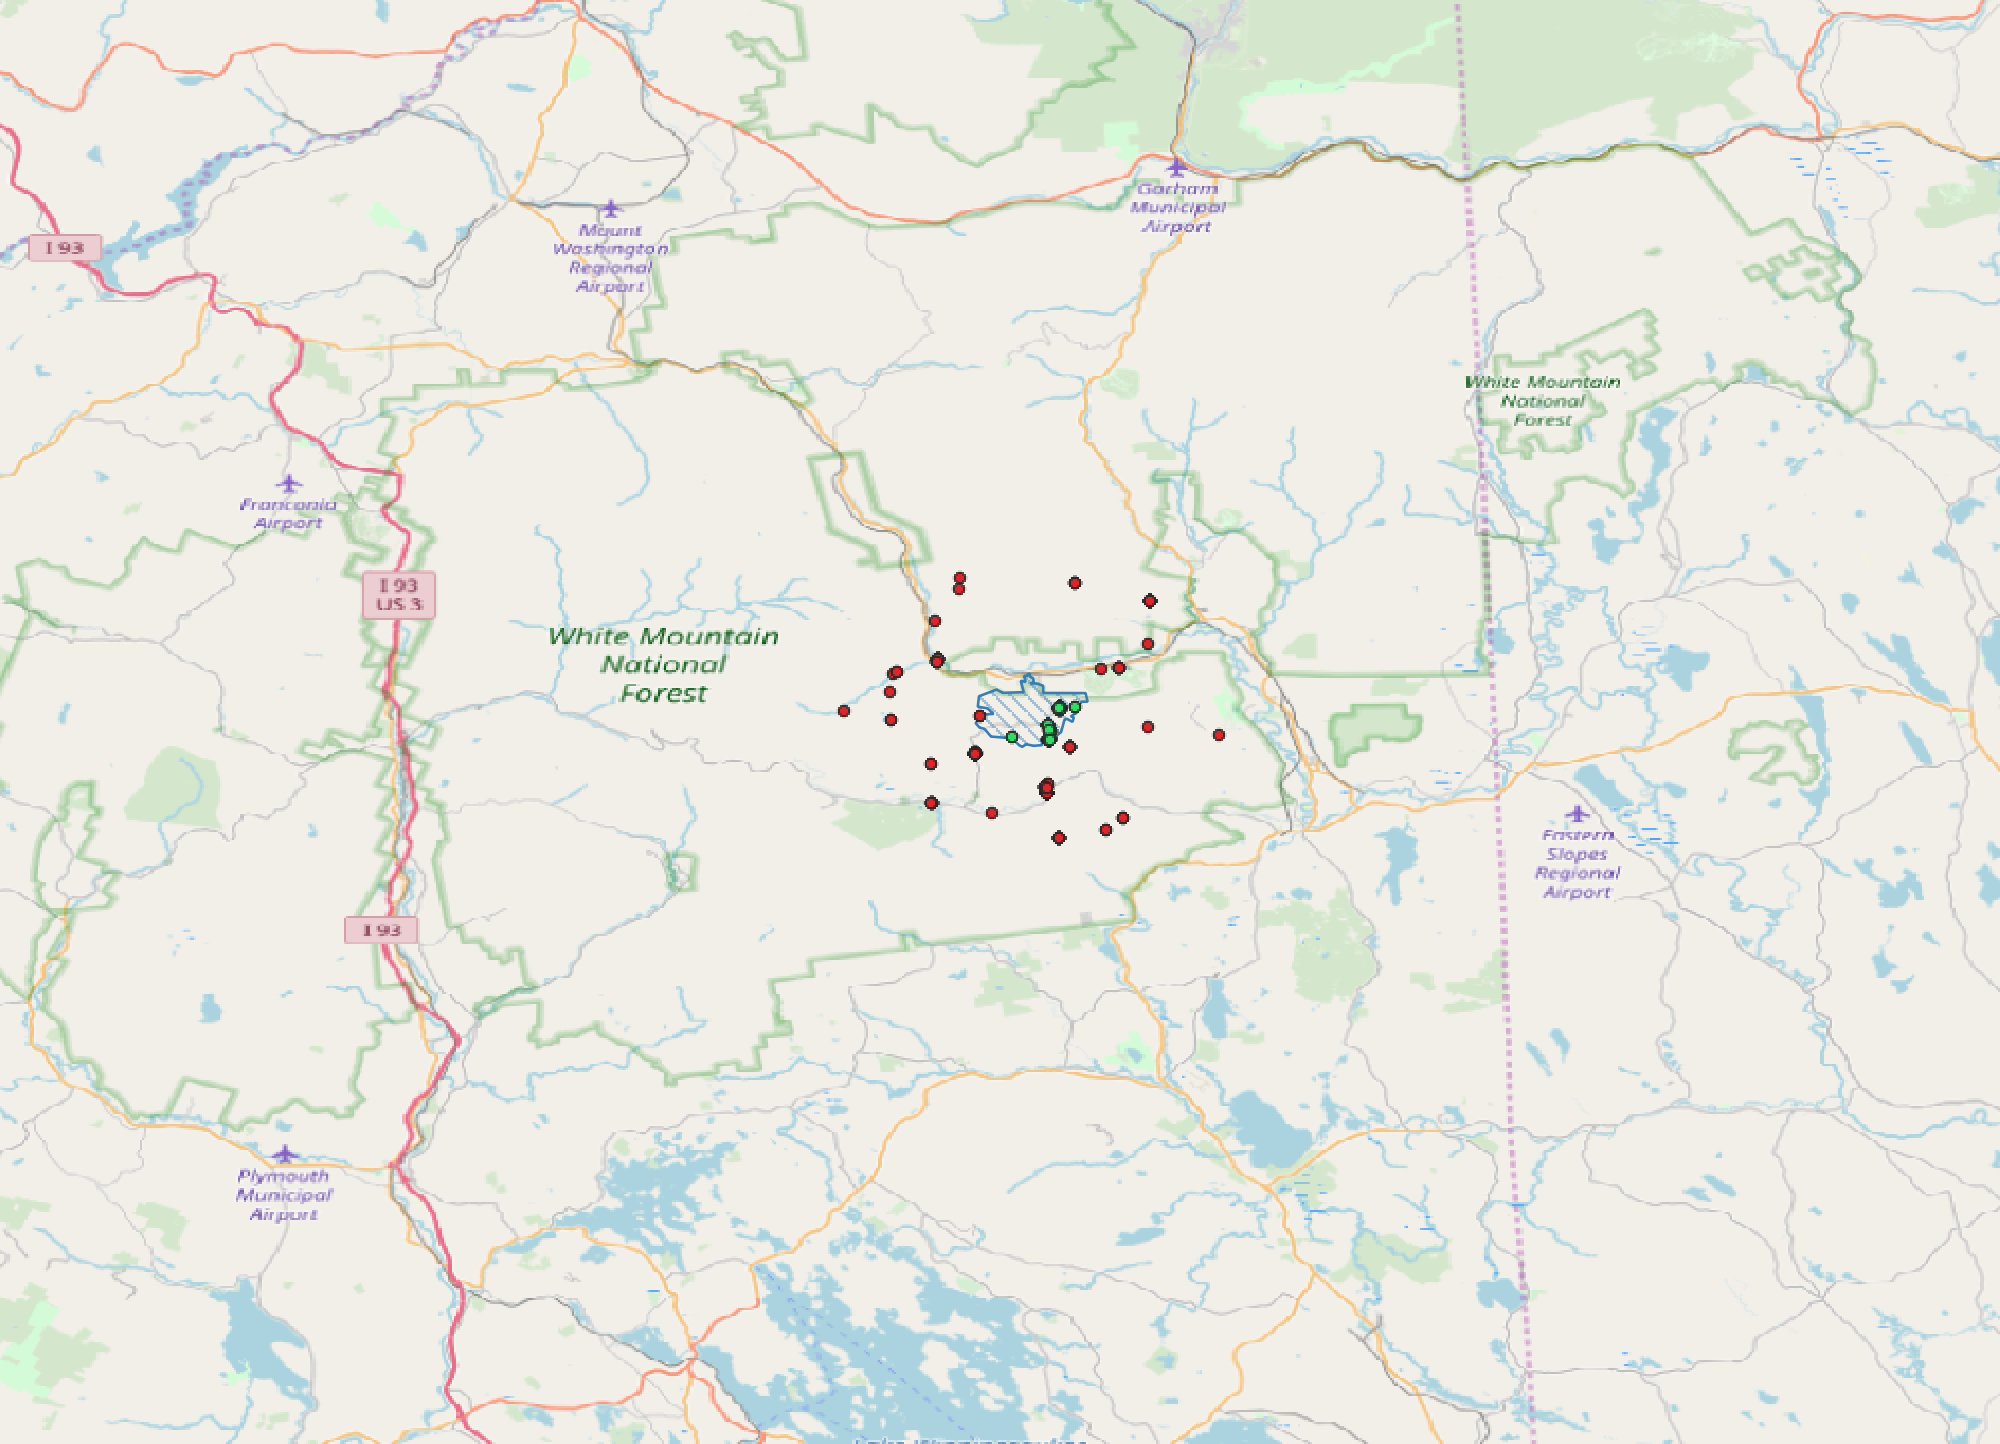 Gorham
Municipal
Airport
Mount
Washington
Regional
Airport
I 93
White Mountain
National
Forest
Franconia
Airport
I 93
US 3
White Mountain
National
Forest
Eastern
Slopes
Regional
Airport
I 93
Plymouth
Municipal
Airport